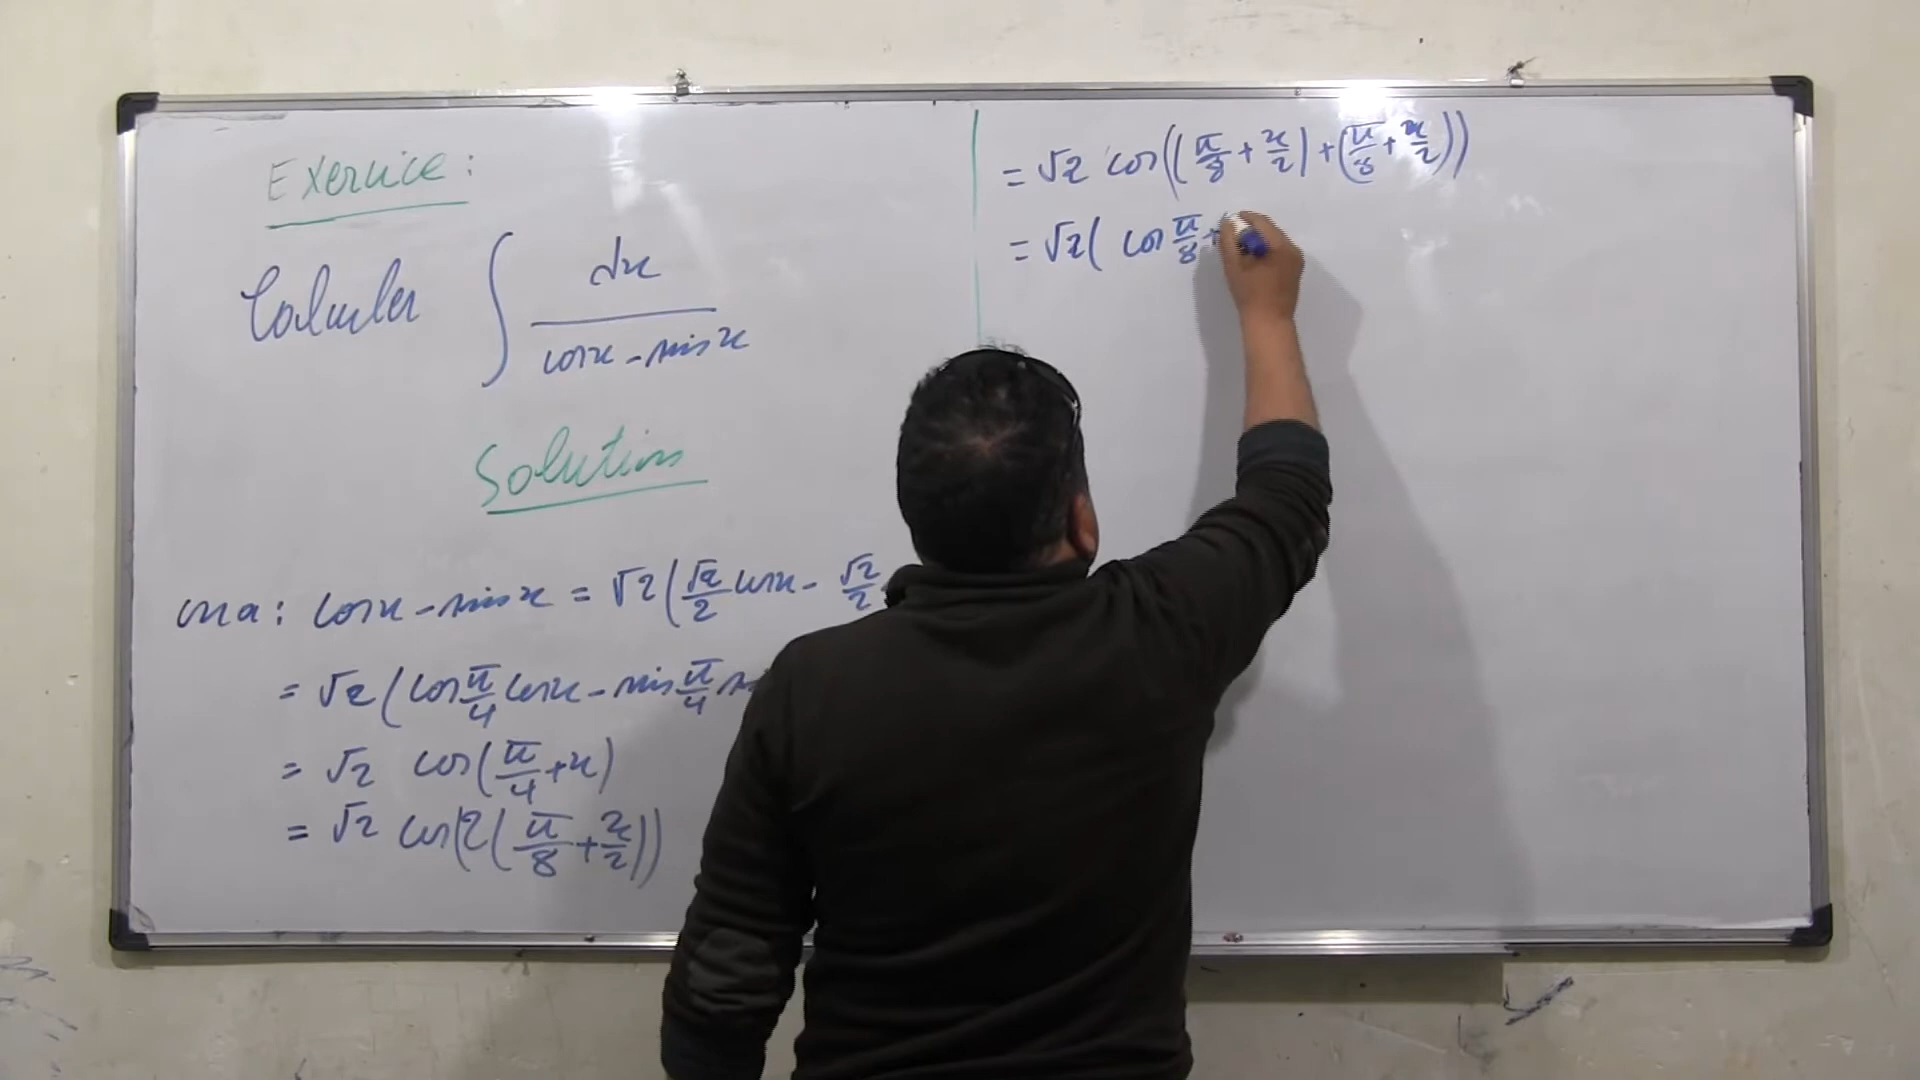 Exercice :
Calculer ∫ dx / (cos x - sin x)
Solution
on a : cos x - sin x = √2 ( √2/2 cos x - √2/2
= √2 ( cos π/4 cos x - sin π/4
= √2 cos( π/4 + x )
= √2 cos( 2 ( π/8 + x/2 ) )
= √2 cos( ( π/8 + x/2 ) + ( π/8 + x/2 ) )
= √2 ( cos π/8 +